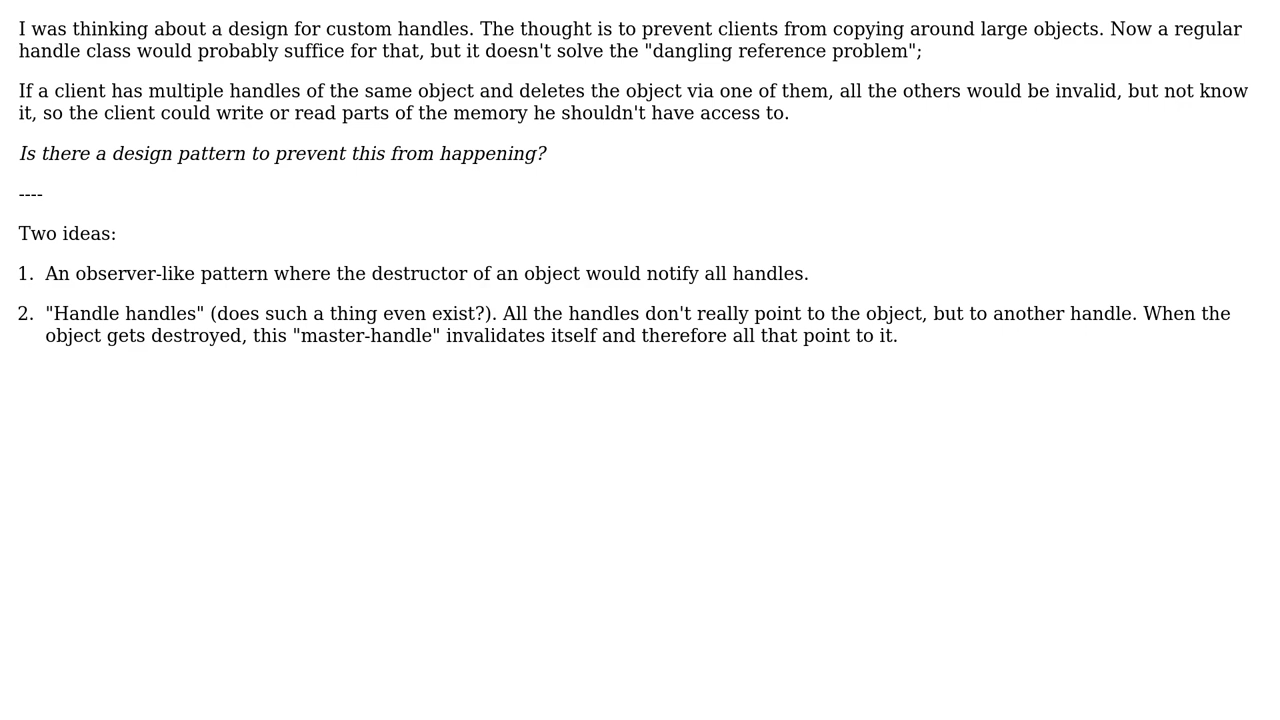 I was thinking about a design for custom handles. The thought is to prevent clients from copying around large objects. Now a regular
handle class would probably suffice for that, but it doesn't solve the "dangling reference problem";
If a client has multiple handles of the same object and deletes the object via one of them, all the others would be invalid, but not know
it, so the client could write or read parts of the memory he shouldn't have access to.
Is there a design pattern to prevent this from happening?
----
Two ideas:
1. An observer-like pattern where the destructor of an object would notify all handles.
2. "Handle handles" (does such a thing even exist?). All the handles don't really point to the object, but to another handle. When the
object gets destroyed, this "master-handle" invalidates itself and therefore all that point to it.